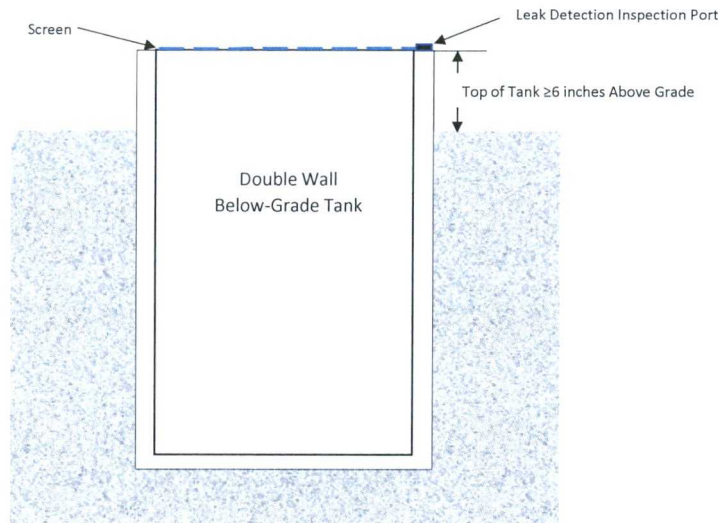 Leak Detection Inspection Port
Screen
Top of Tank ≥6 inches Above Grade
Double Wall
Below-Grade Tank